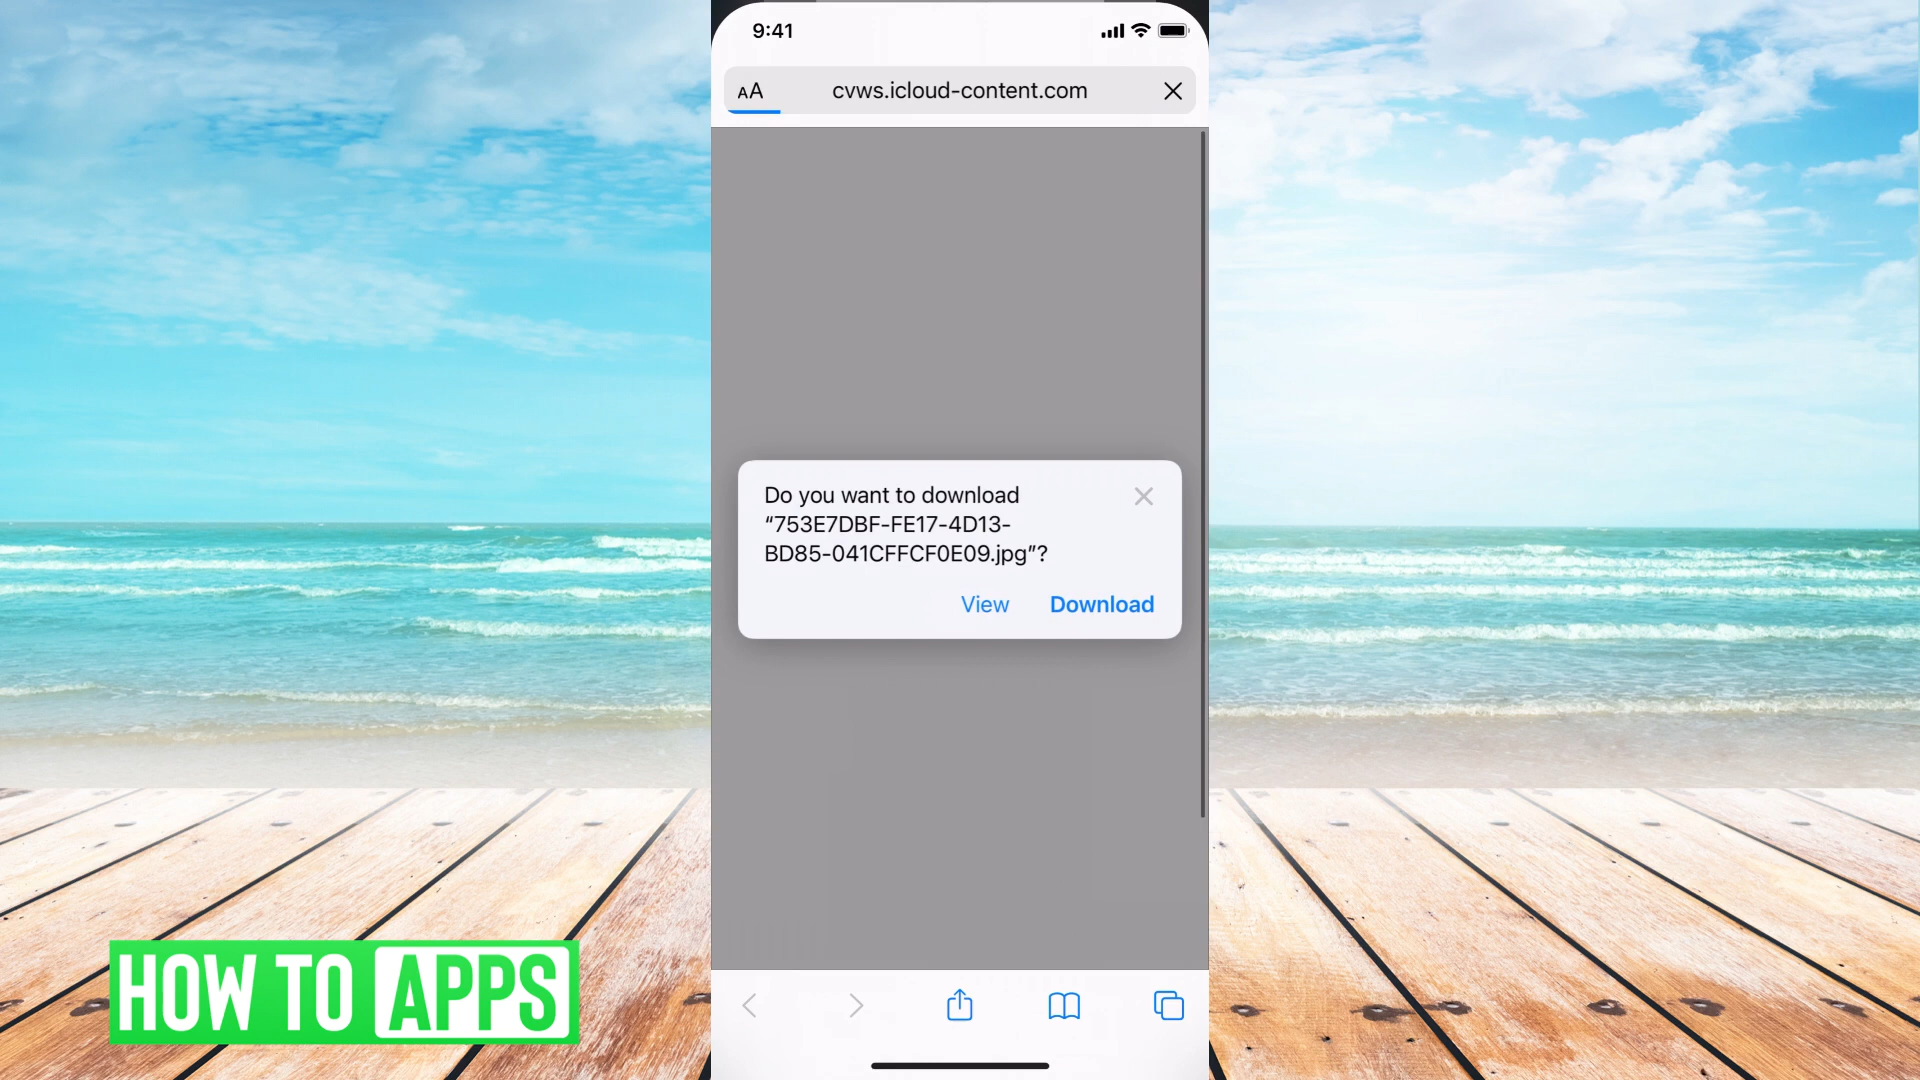 9:41
AA
cvws.icloud-content.com
Do you want to download
“753E7DBF-FE17-4D13-
BD85-041CFFCF0E09.jpg”?
View Download
HOW TO APPS